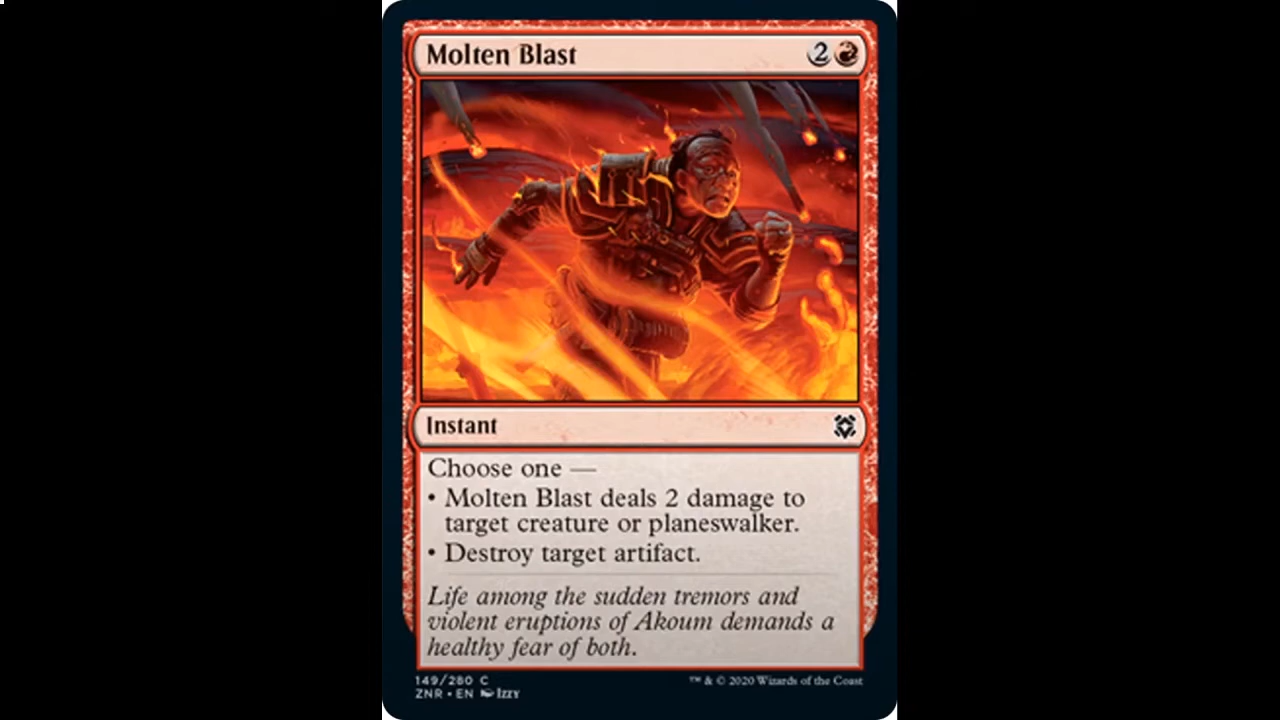 Molten Blast 2
Instant
Choose one —
• Molten Blast deals 2 damage to
target creature or planeswalker.
• Destroy target artifact.
Life among the sudden tremors and
violent eruptions of Akoum demands a
healthy fear of both.
149/280 C
ZNR • EN Izzy
™ & © 2020 Wizards of the Coast